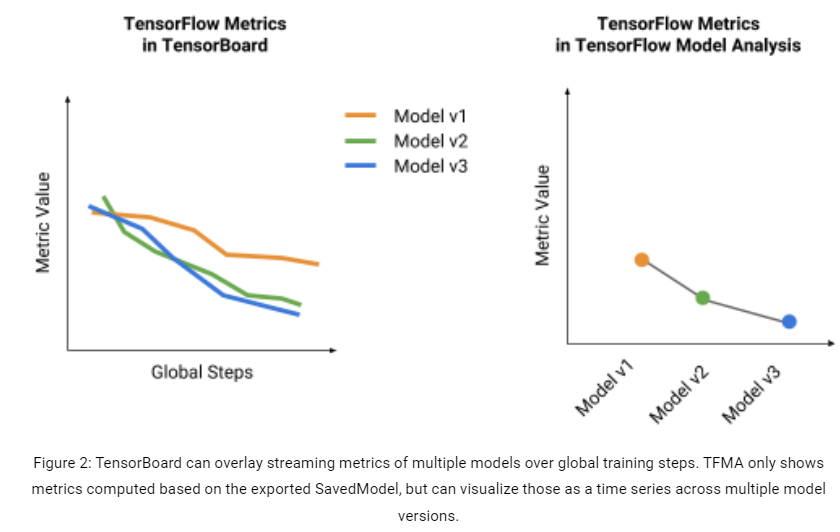 TensorFlow Metrics
in TensorBoard
Metric Value
Global Steps
Model v1
Model v2
Model v3
TensorFlow Metrics
in TensorFlow Model Analysis
Metric Value
Model v1
Model v2
Model v3
Figure 2: TensorBoard can overlay streaming metrics of multiple models over global training steps. TFMA only shows
metrics computed based on the exported SavedModel, but can visualize those as a time series across multiple model
versions.